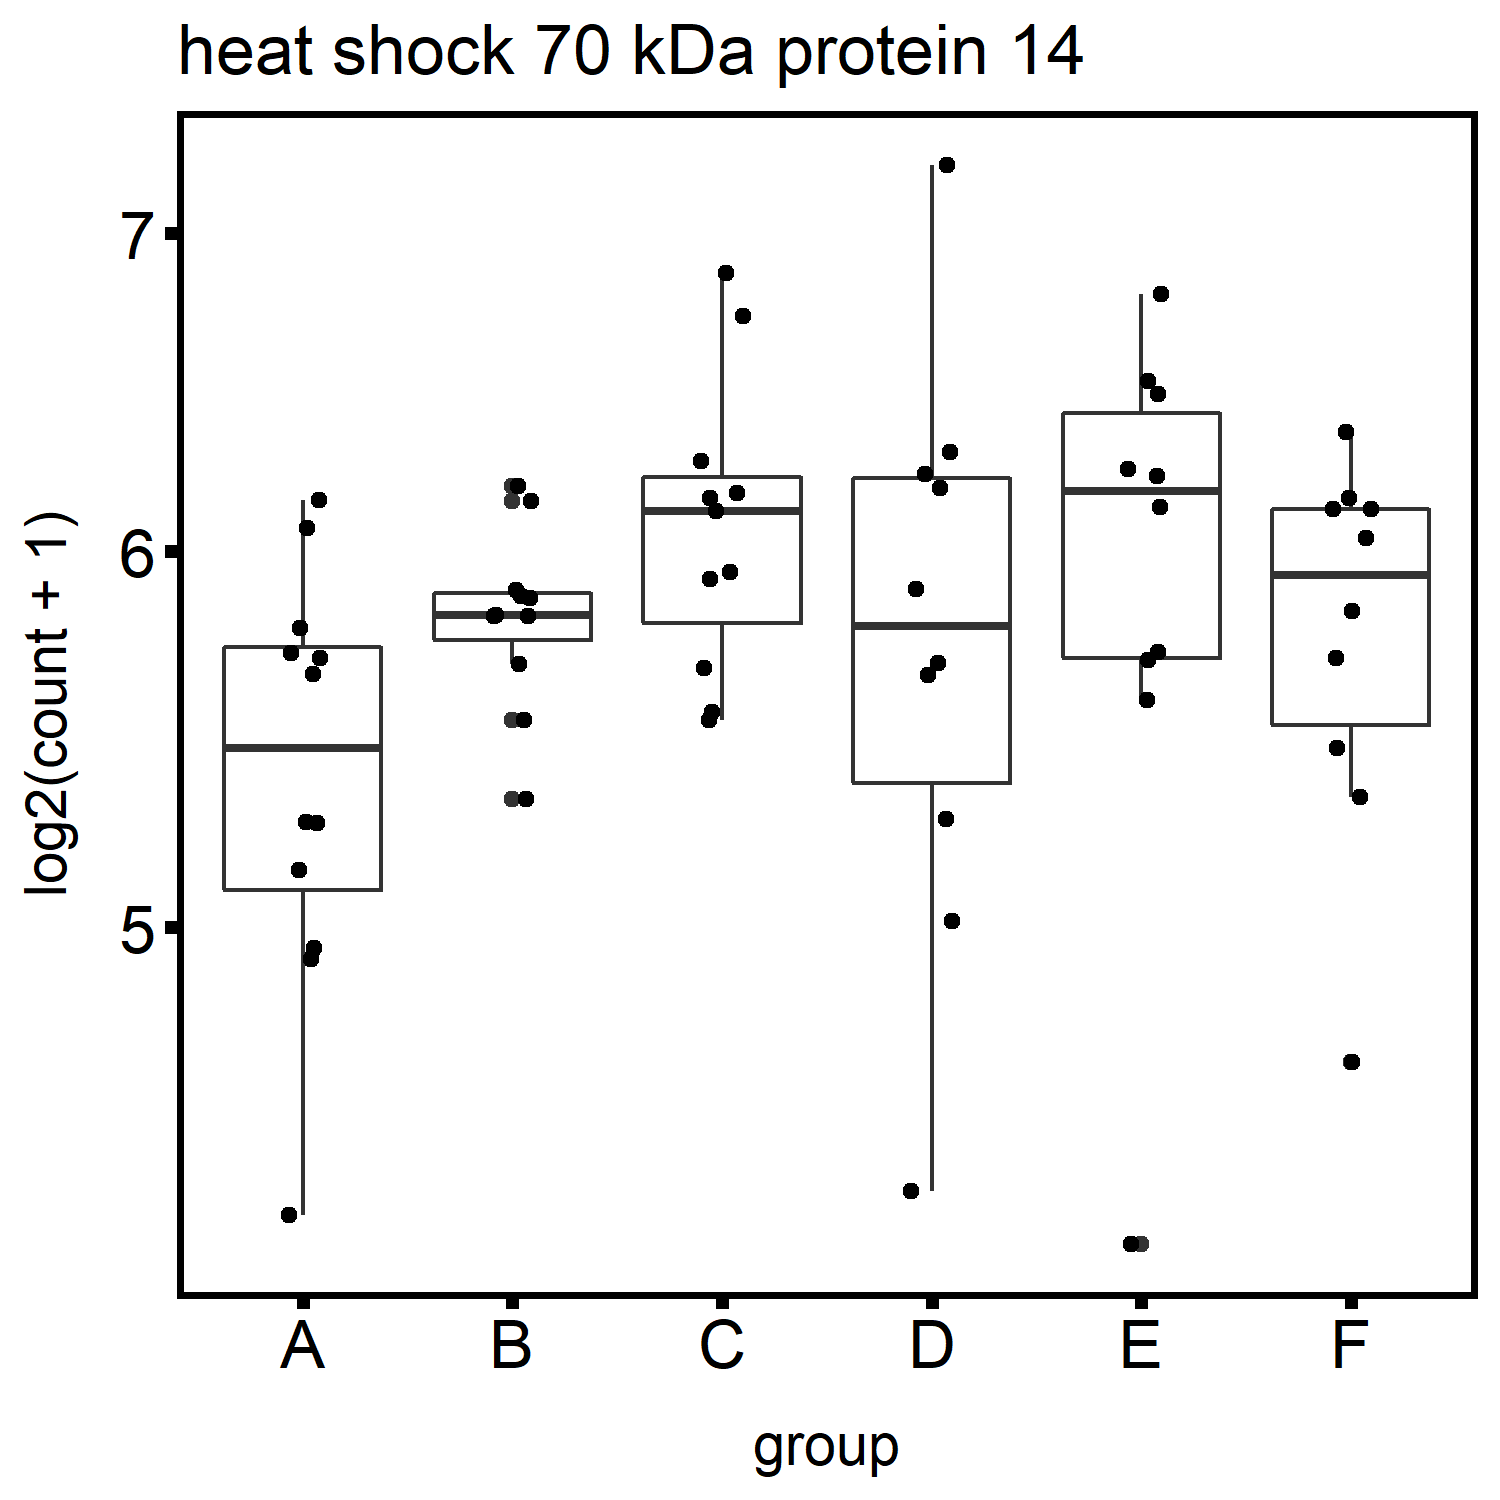 heat shock 70 kDa protein 14
7
6
5
log2(count + 1)
A B C D E F
group